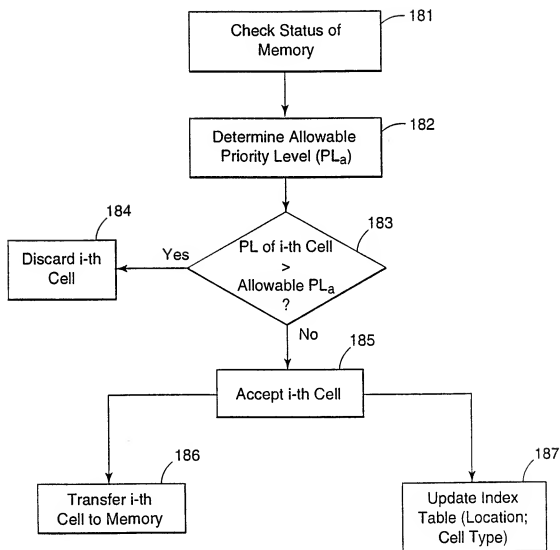 181
Check Status of
Memory
182
Determine Allowable
Priority Level (PLa)
183
184
PL of i-th Cell
>
Allowable PLa
?
Yes
Discard i-th
Cell
No
185
Accept i-th Cell
186
Transfer i-th
Cell to Memory
187
Update Index
Table (Location;
Cell Type)